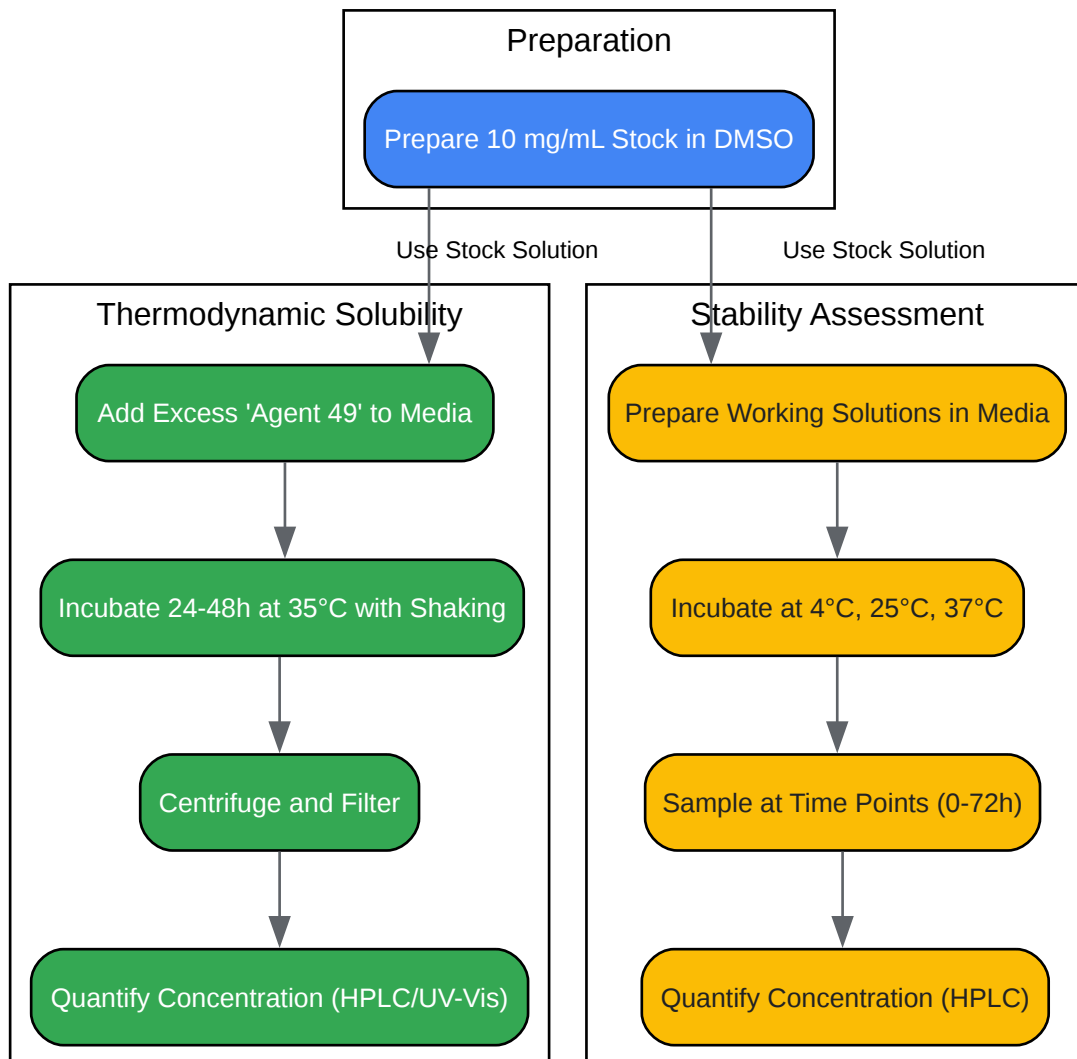 Preparation
Prepare 10 mg/mL Stock in DMSO
Use Stock Solution
Use Stock Solution
Thermodynamic Solubility
Add Excess 'Agent 49' to Media
Incubate 24-48h at 35°C with Shaking
Centrifuge and Filter
Quantify Concentration (HPLC/UV-Vis)
Stability Assessment
Prepare Working Solutions in Media
Incubate at 4°C, 25°C, 37°C
Sample at Time Points (0-72h)
Quantify Concentration (HPLC)